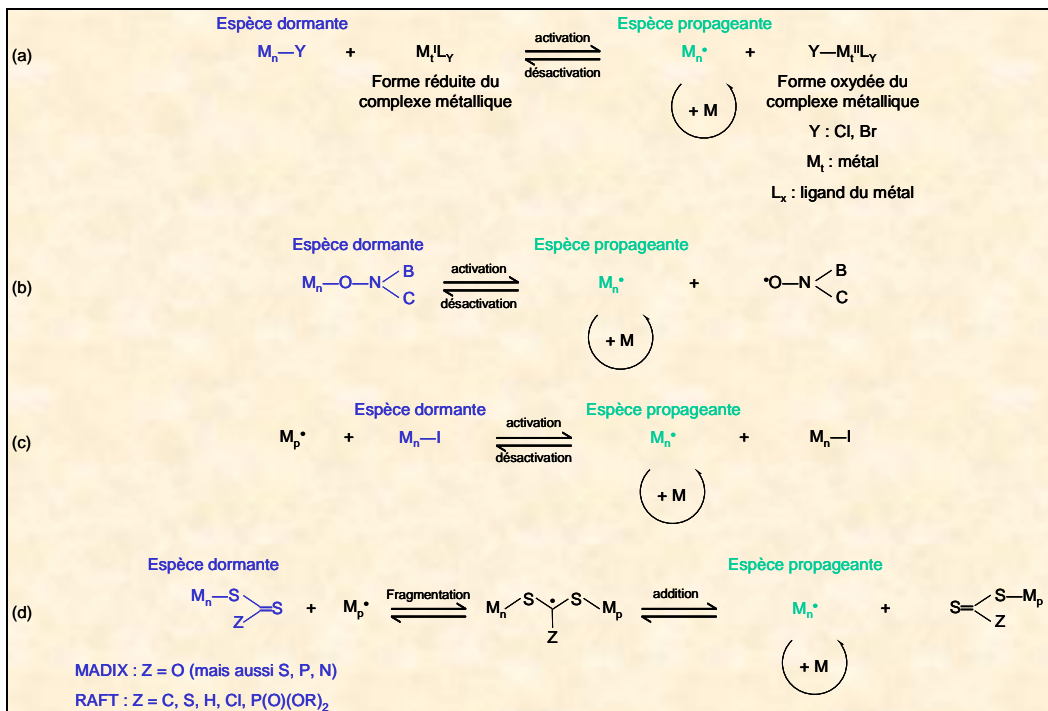 Espèce dormante Espèce propageante
(a) Mₙ—Y + MₜᴵL_Y activation Mₙ• + Y—MₜᴵᴵL_Y
désactivation
Forme réduite du Forme oxydée du
complexe métallique complexe métallique
+ M
Y : Cl, Br
Mₜ : métal
Lₓ : ligand du métal
Espèce dormante Espèce propageante
(b) Mₙ—O—N B C activation Mₙ• + •O—N B C
désactivation
+ M
Espèce dormante Espèce propageante
(c) Mₚ• + Mₙ—I activation Mₙ• + Mₙ—I
désactivation
+ M
Espèce dormante Espèce propageante
(d) Mₙ—S =S Z + Mₚ• Fragmentation Mₙ S • S Mₚ Z addition Mₙ• + S= S—Mₚ Z
+ M
MADIX : Z = O (mais aussi S, P, N)
RAFT : Z = C, S, H, Cl, P(O)(OR)₂